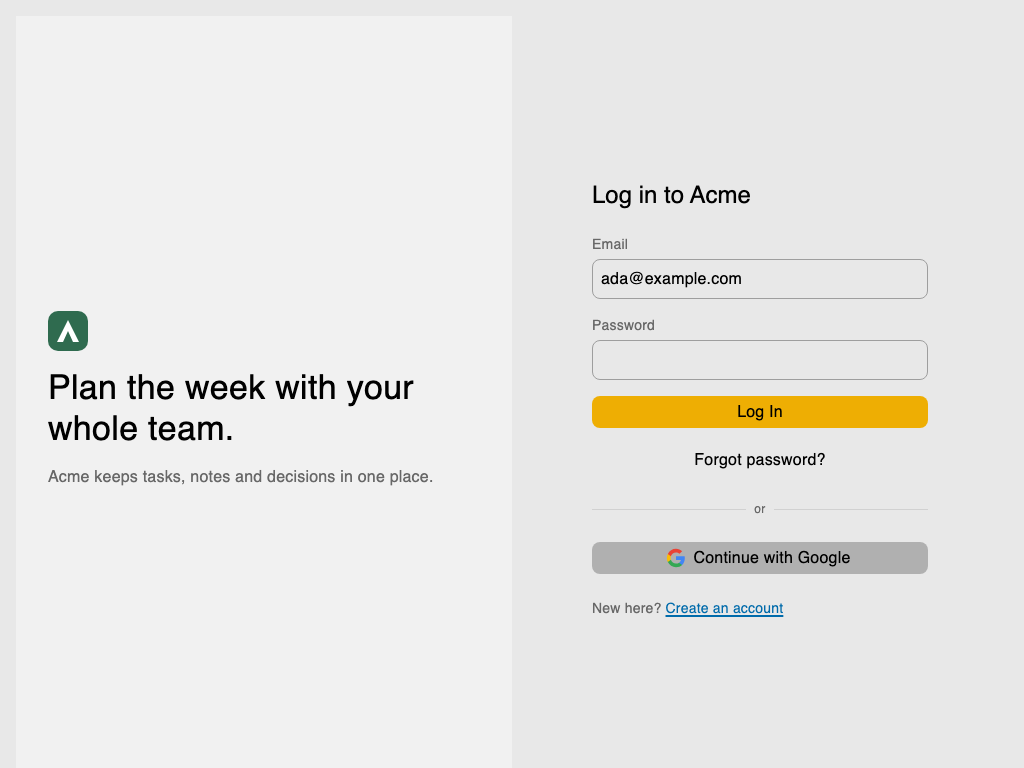 Plan the week with your
whole team.
Acme keeps tasks, notes and decisions in one place.
Log in to Acme
Email
ada@example.com
Password
Log In
Forgot password?
or
Continue with Google
New here? Create an account